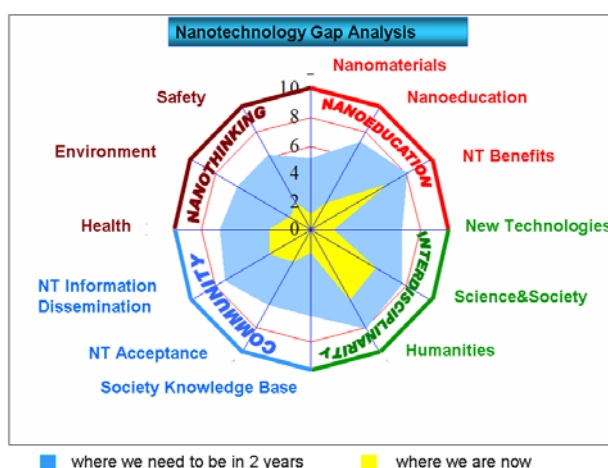 Nanotechnology Gap Analysis
Nanomaterials
Safety
Nanoeducation
Environment
NT Benefits
Health
New Technologies
NT Information
Dissemination
Science&Society
NT Acceptance
Humanities
Society Knowledge Base
10
8
6
4
2
0
NANOTHINKING
NANOEDUCATION
COMMUNITY
INTERDISCIPLINARITY
where we need to be in 2 years
where we are now